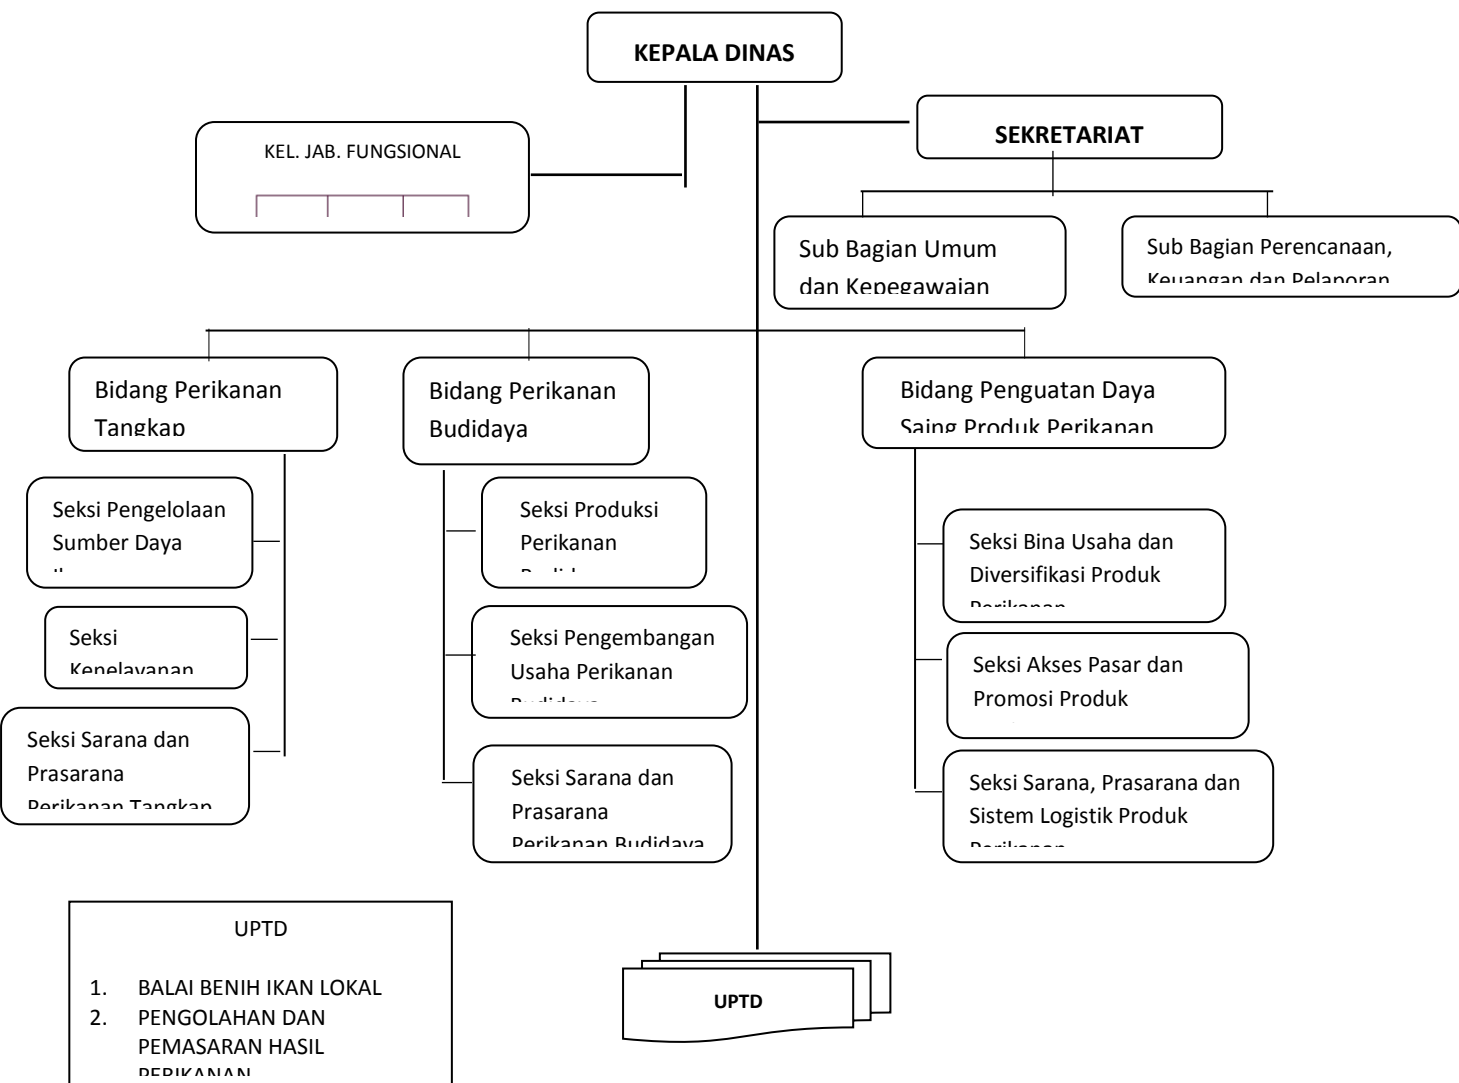 KEPALA DINAS
SEKRETARIAT
KEL. JAB. FUNGSIONAL
Sub Bagian Umum
dan Kepegawaian
Sub Bagian Perencanaan,
Keuangan dan Pelaporan
Bidang Perikanan
Tangkap
Bidang Perikanan
Budidaya
Bidang Penguatan Daya
Saing Produk Perikanan
Seksi Pengelolaan
Sumber Daya
Seksi
Kenelayanan
Seksi Sarana dan
Prasarana
Perikanan Tangkap
Seksi Produksi
Perikanan
Budidaya
Seksi Pengembangan
Usaha Perikanan
Budidaya
Seksi Sarana dan
Prasarana
Perikanan Budidaya
Seksi Bina Usaha dan
Diversifikasi Produk
Perikanan
Seksi Akses Pasar dan
Promosi Produk
Seksi Sarana, Prasarana dan
Sistem Logistik Produk
Perikanan
UPTD
1. BALAI BENIH IKAN LOKAL
2. PENGOLAHAN DAN
PEMASARAN HASIL
PERIKANAN
UPTD